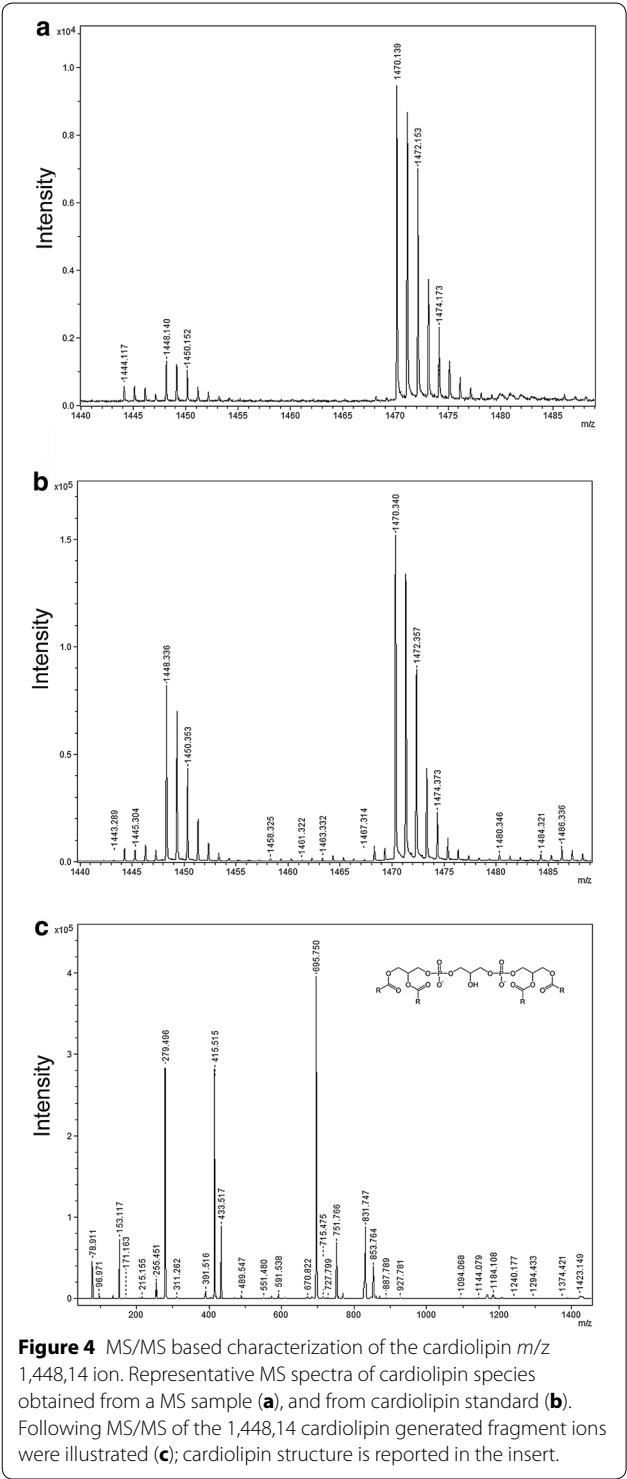 a
x10⁴
Intensity
1.0
0.8
0.6
0.4
0.2
0.0
1444.117
1448.140
1450.152
1470.139
1472.153
1474.173
1440 1445 1450 1455 1460 1465 1470 1475 1480 1485
m/z
b
x10⁵
Intensity
1.5
1.0
0.5
0.0
1443.289
1445.304
1448.336
1450.353
1458.325
1461.322
1463.332
1467.314
1470.340
1472.357
1474.373
1480.346
1484.321
1486.336
1440 1445 1450 1455 1460 1465 1470 1475 1480 1485
m/z
c
x10⁵
Intensity
4
3
2
1
0
78.911
96.971
153.117
171.163
215.155
255.451
279.496
311.262
391.516
415.515
433.517
489.547
551.480
591.538
670.822
695.750
715.475
727.799
751.766
831.747
853.764
887.789
927.781
1094.068
1144.079
1184.108
1240.177
1294.433
1374.421
1423.149
O O
R O O P O O P O O R
O O⁻ OH O⁻ O O
R R
200 400 600 800 1000 1200 1400
m/z
Figure 4 MS/MS based characterization of the cardiolipin m/z
1,448,14 ion. Representative MS spectra of cardiolipin species
obtained from a MS sample (a), and from cardiolipin standard (b).
Following MS/MS of the 1,448,14 cardiolipin generated fragment ions
were illustrated (c); cardiolipin structure is reported in the insert.